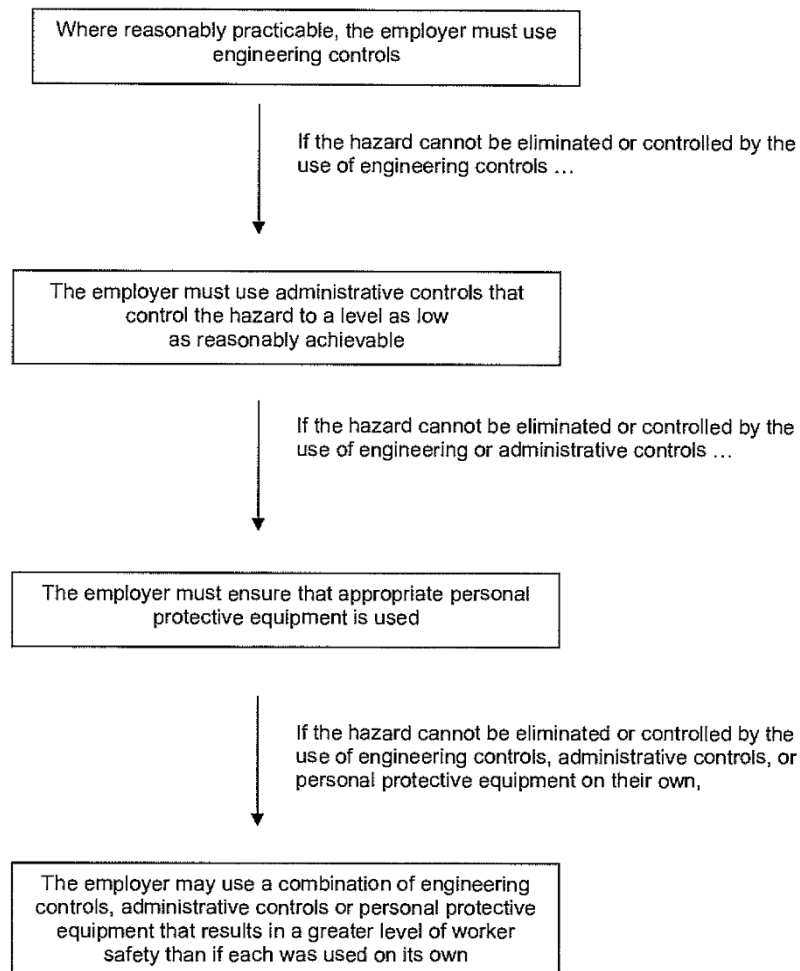 Where reasonably practicable, the employer must use
engineering controls
If the hazard cannot be eliminated or controlled by the
use of engineering controls ...
The employer must use administrative controls that
control the hazard to a level as low
as reasonably achievable
If the hazard cannot be eliminated or controlled by the
use of engineering or administrative controls ...
The employer must ensure that appropriate personal
protective equipment is used
If the hazard cannot be eliminated or controlled by the
use of engineering controls, administrative controls, or
personal protective equipment on their own,
The employer may use a combination of engineering
controls, administrative controls or personal protective
equipment that results in a greater level of worker
safety than if each was used on its own